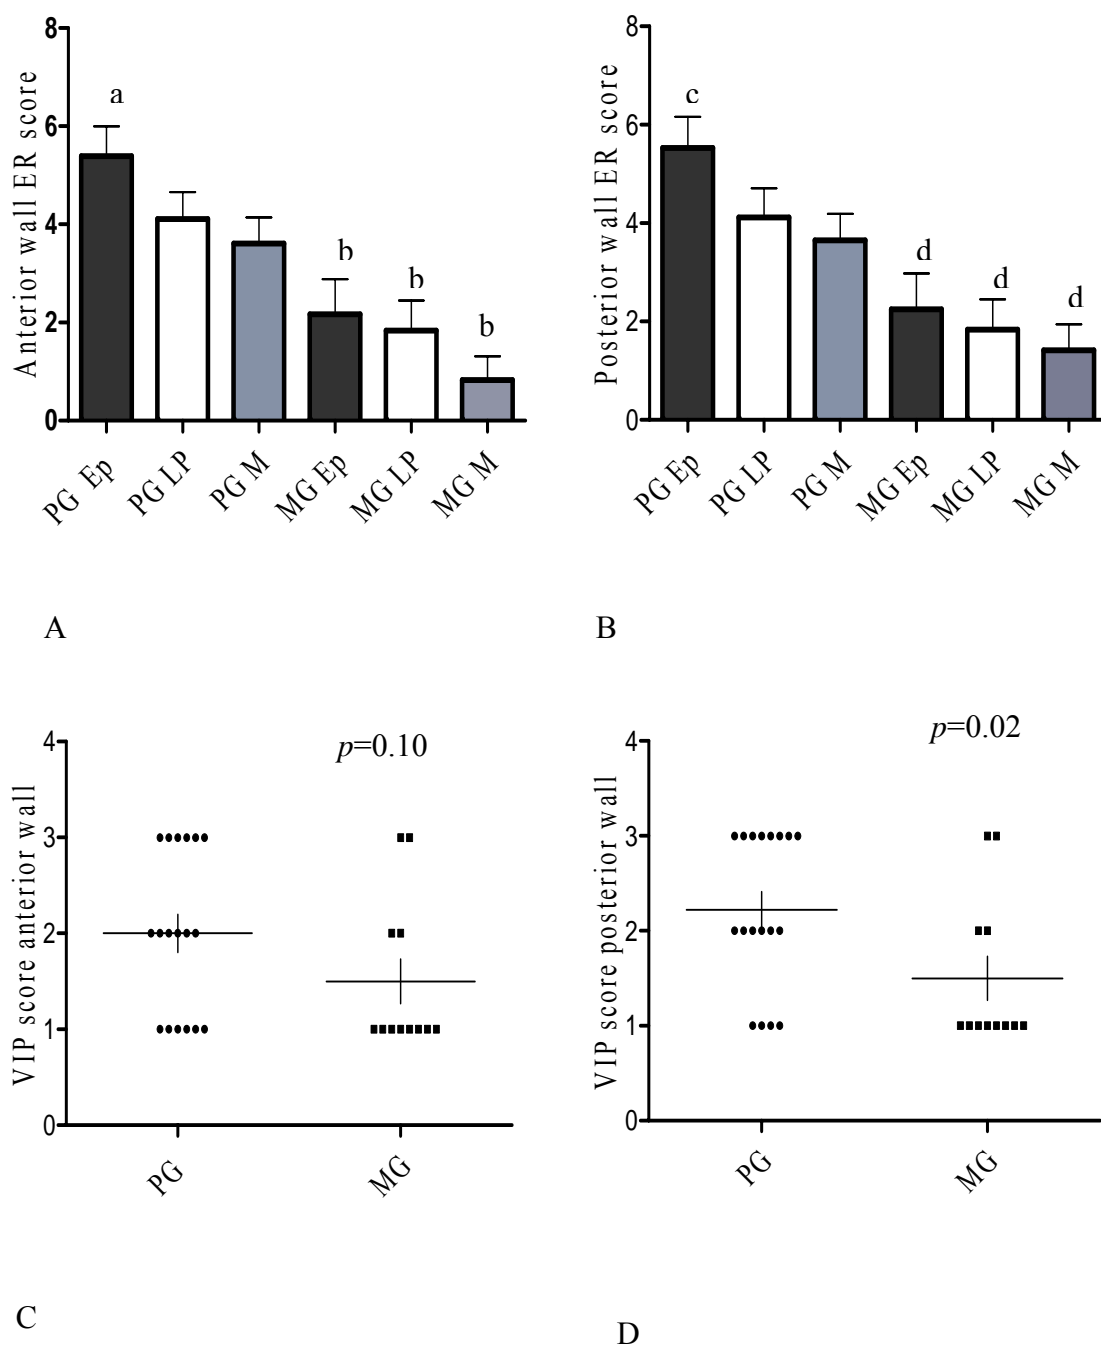 Anterior wall ER score
8
6
4
2
0
a
b
b
b
PG Ep
PG LP
PG M
MG Ep
MG LP
MG M
A
Posterior wall ER score
8
6
4
2
0
c
d
d
d
PG Ep
PG LP
PG M
MG Ep
MG LP
MG M
B
VIP score anterior wall
4
3
2
1
0
p=0.10
PG
MG
C
VIP score posterior wall
4
3
2
1
0
p=0.02
PG
MG
D